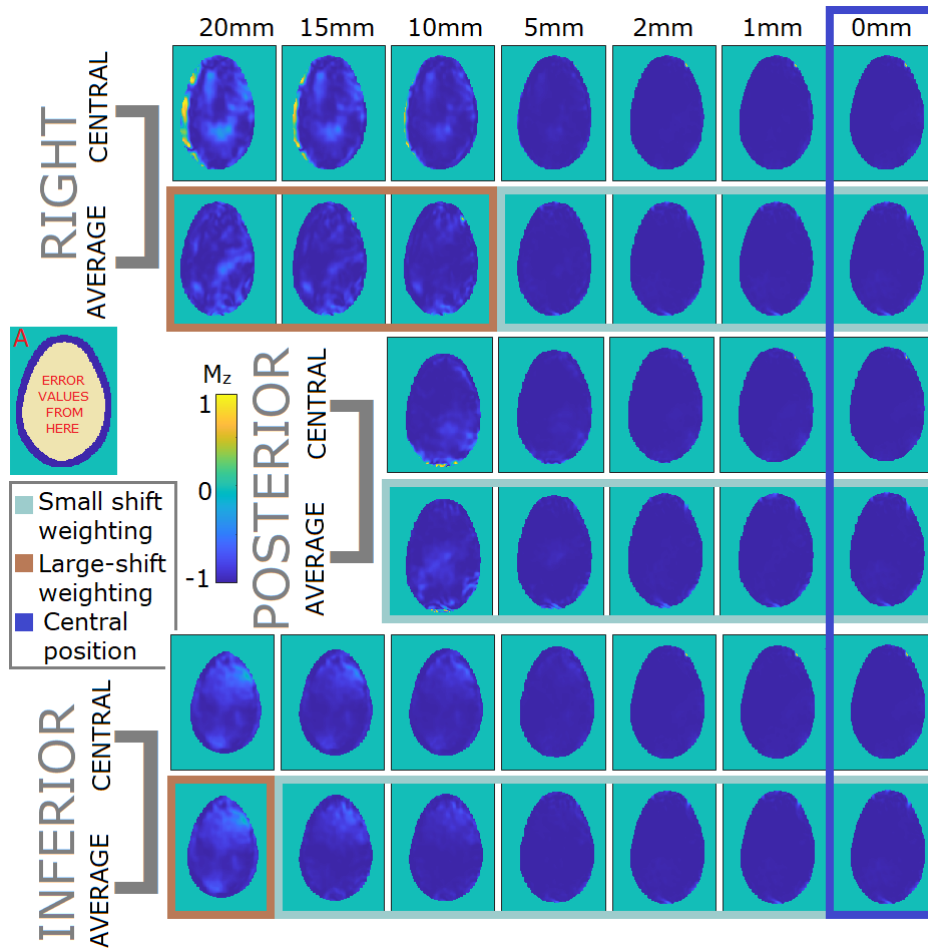 20mm 15mm 10mm 5mm 2mm 1mm 0mm
RIGHT
CENTRAL
AVERAGE
A
ERROR
VALUES
FROM
HERE
Mz
1
0
-1
POSTERIOR
CENTRAL
AVERAGE
Small shift
weighting
Large-shift
weighting
Central
position
INFERIOR
CENTRAL
AVERAGE